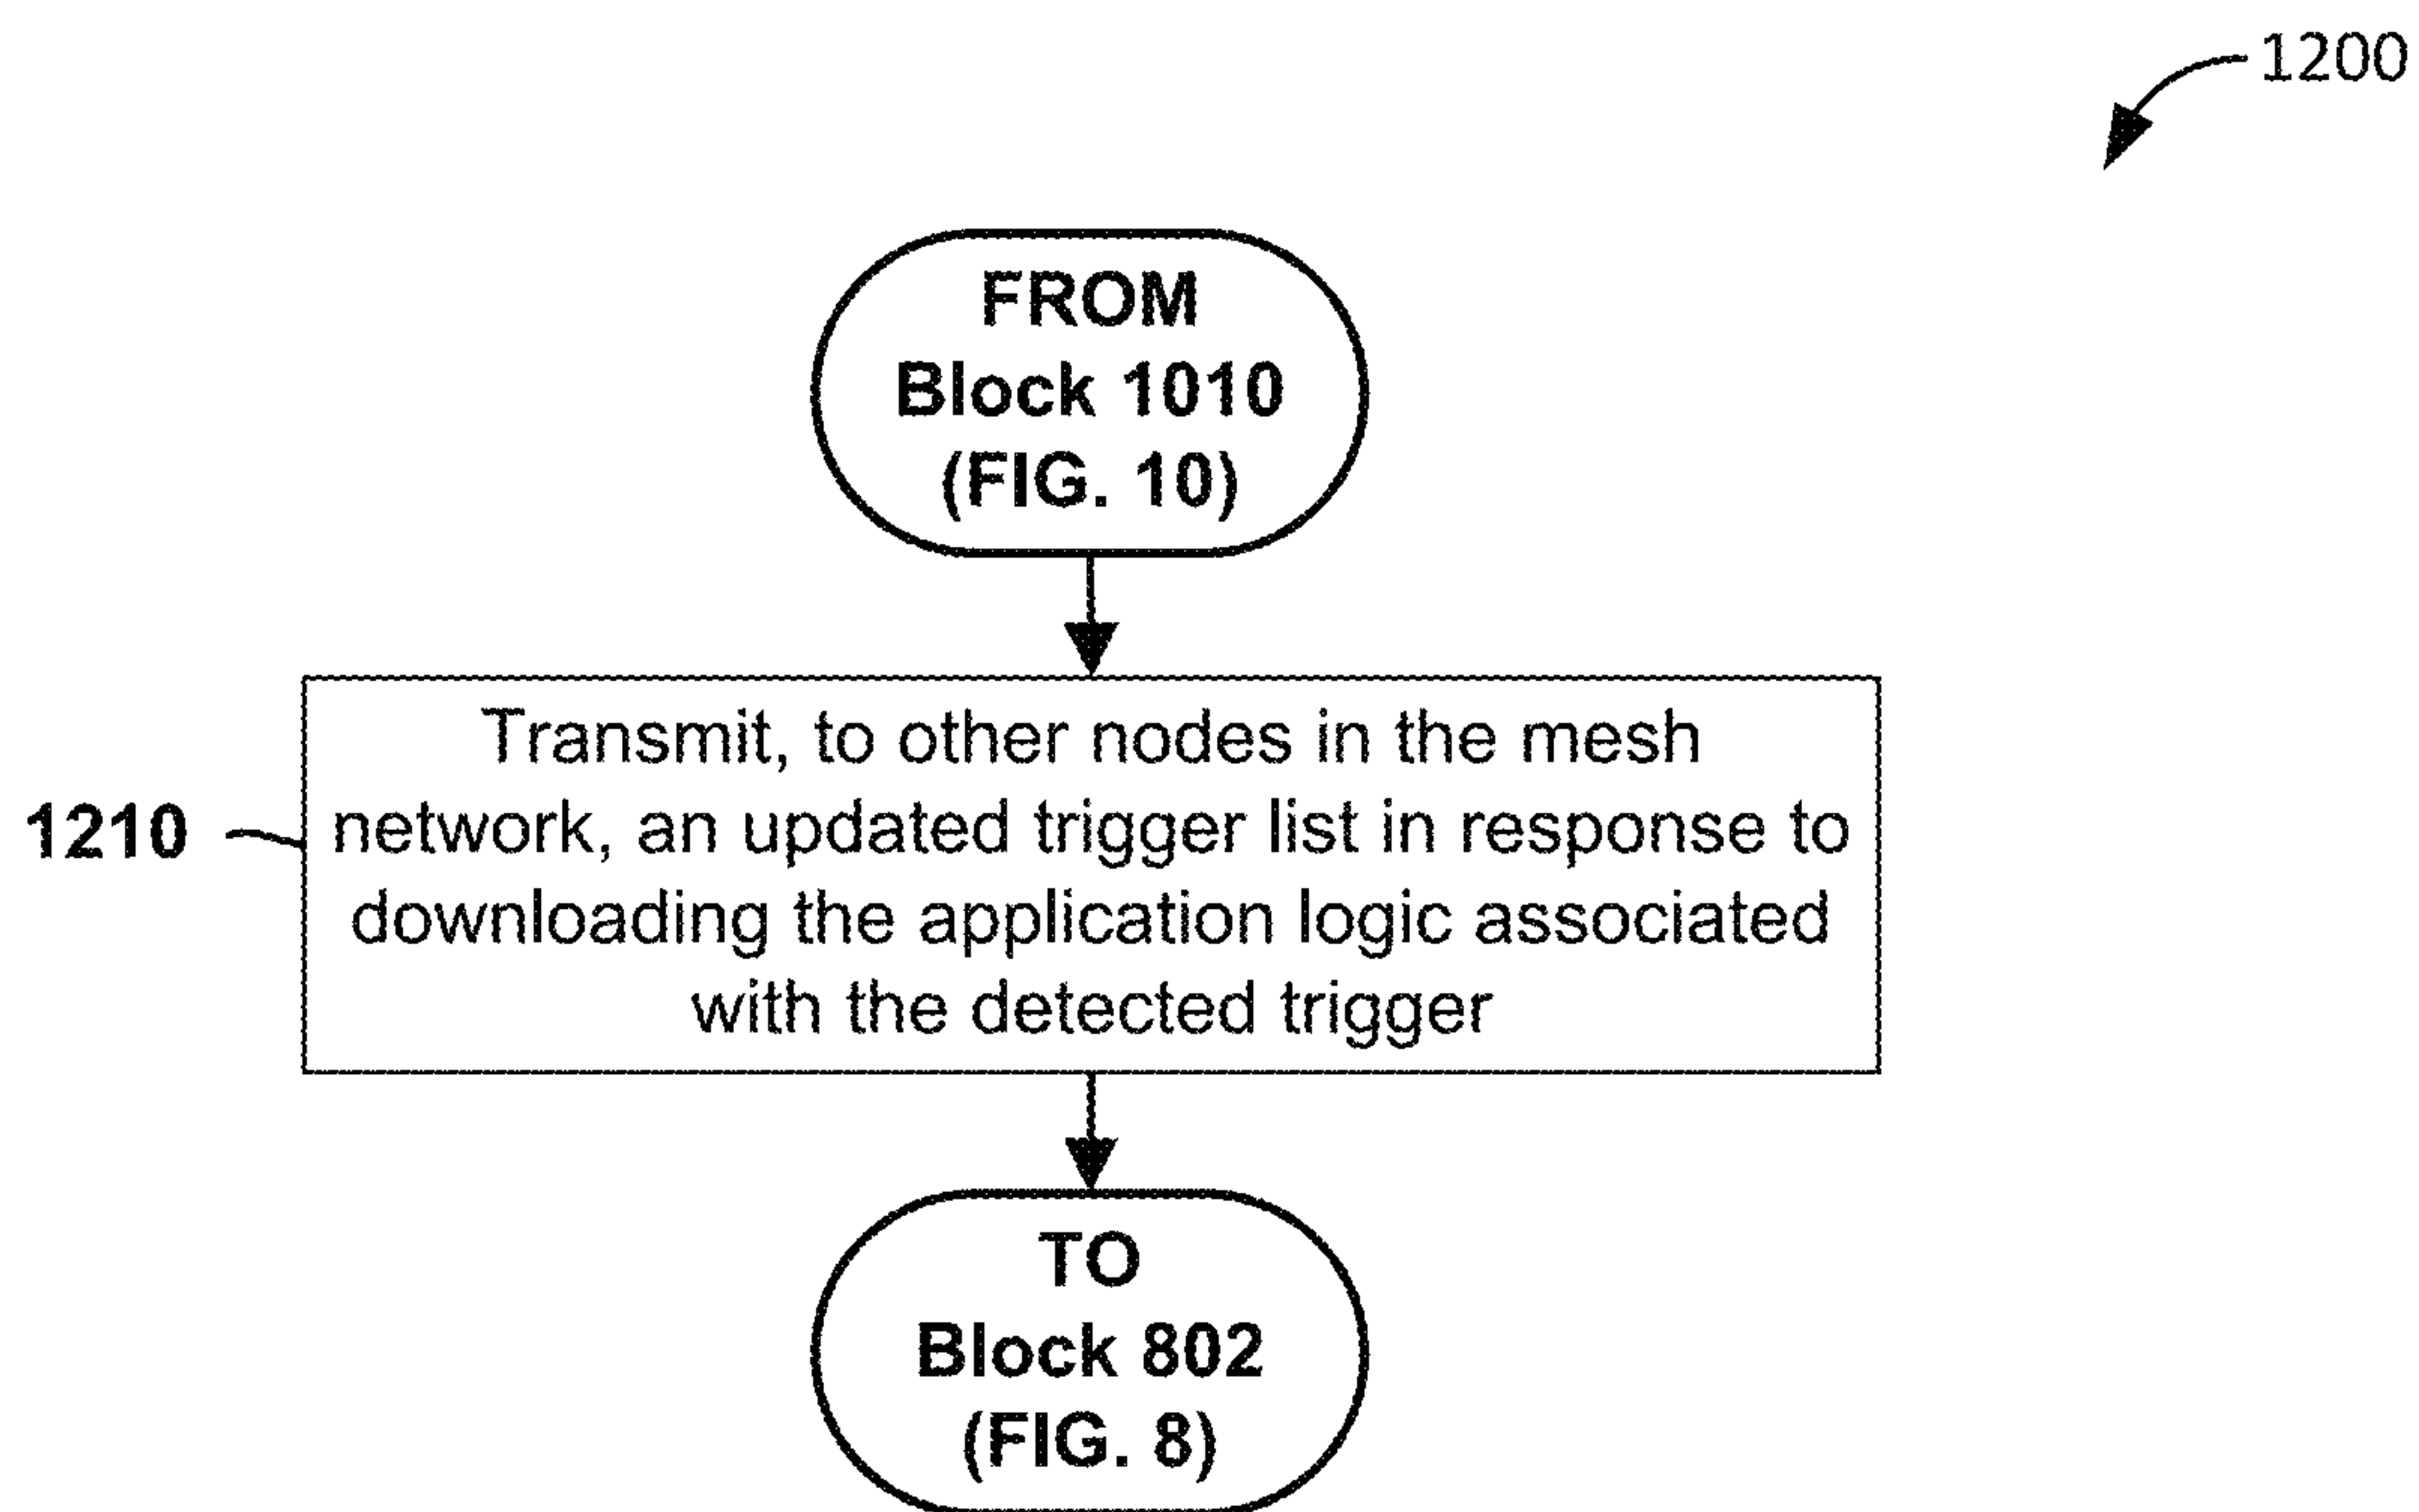 1200
FROM
Block 1010
(FIG. 10)
Transmit, to other nodes in the mesh
1210
network, an updated trigger list in response to
downloading the application logic associated
with the detected trigger
TO
Block 802
(FIG. 8)